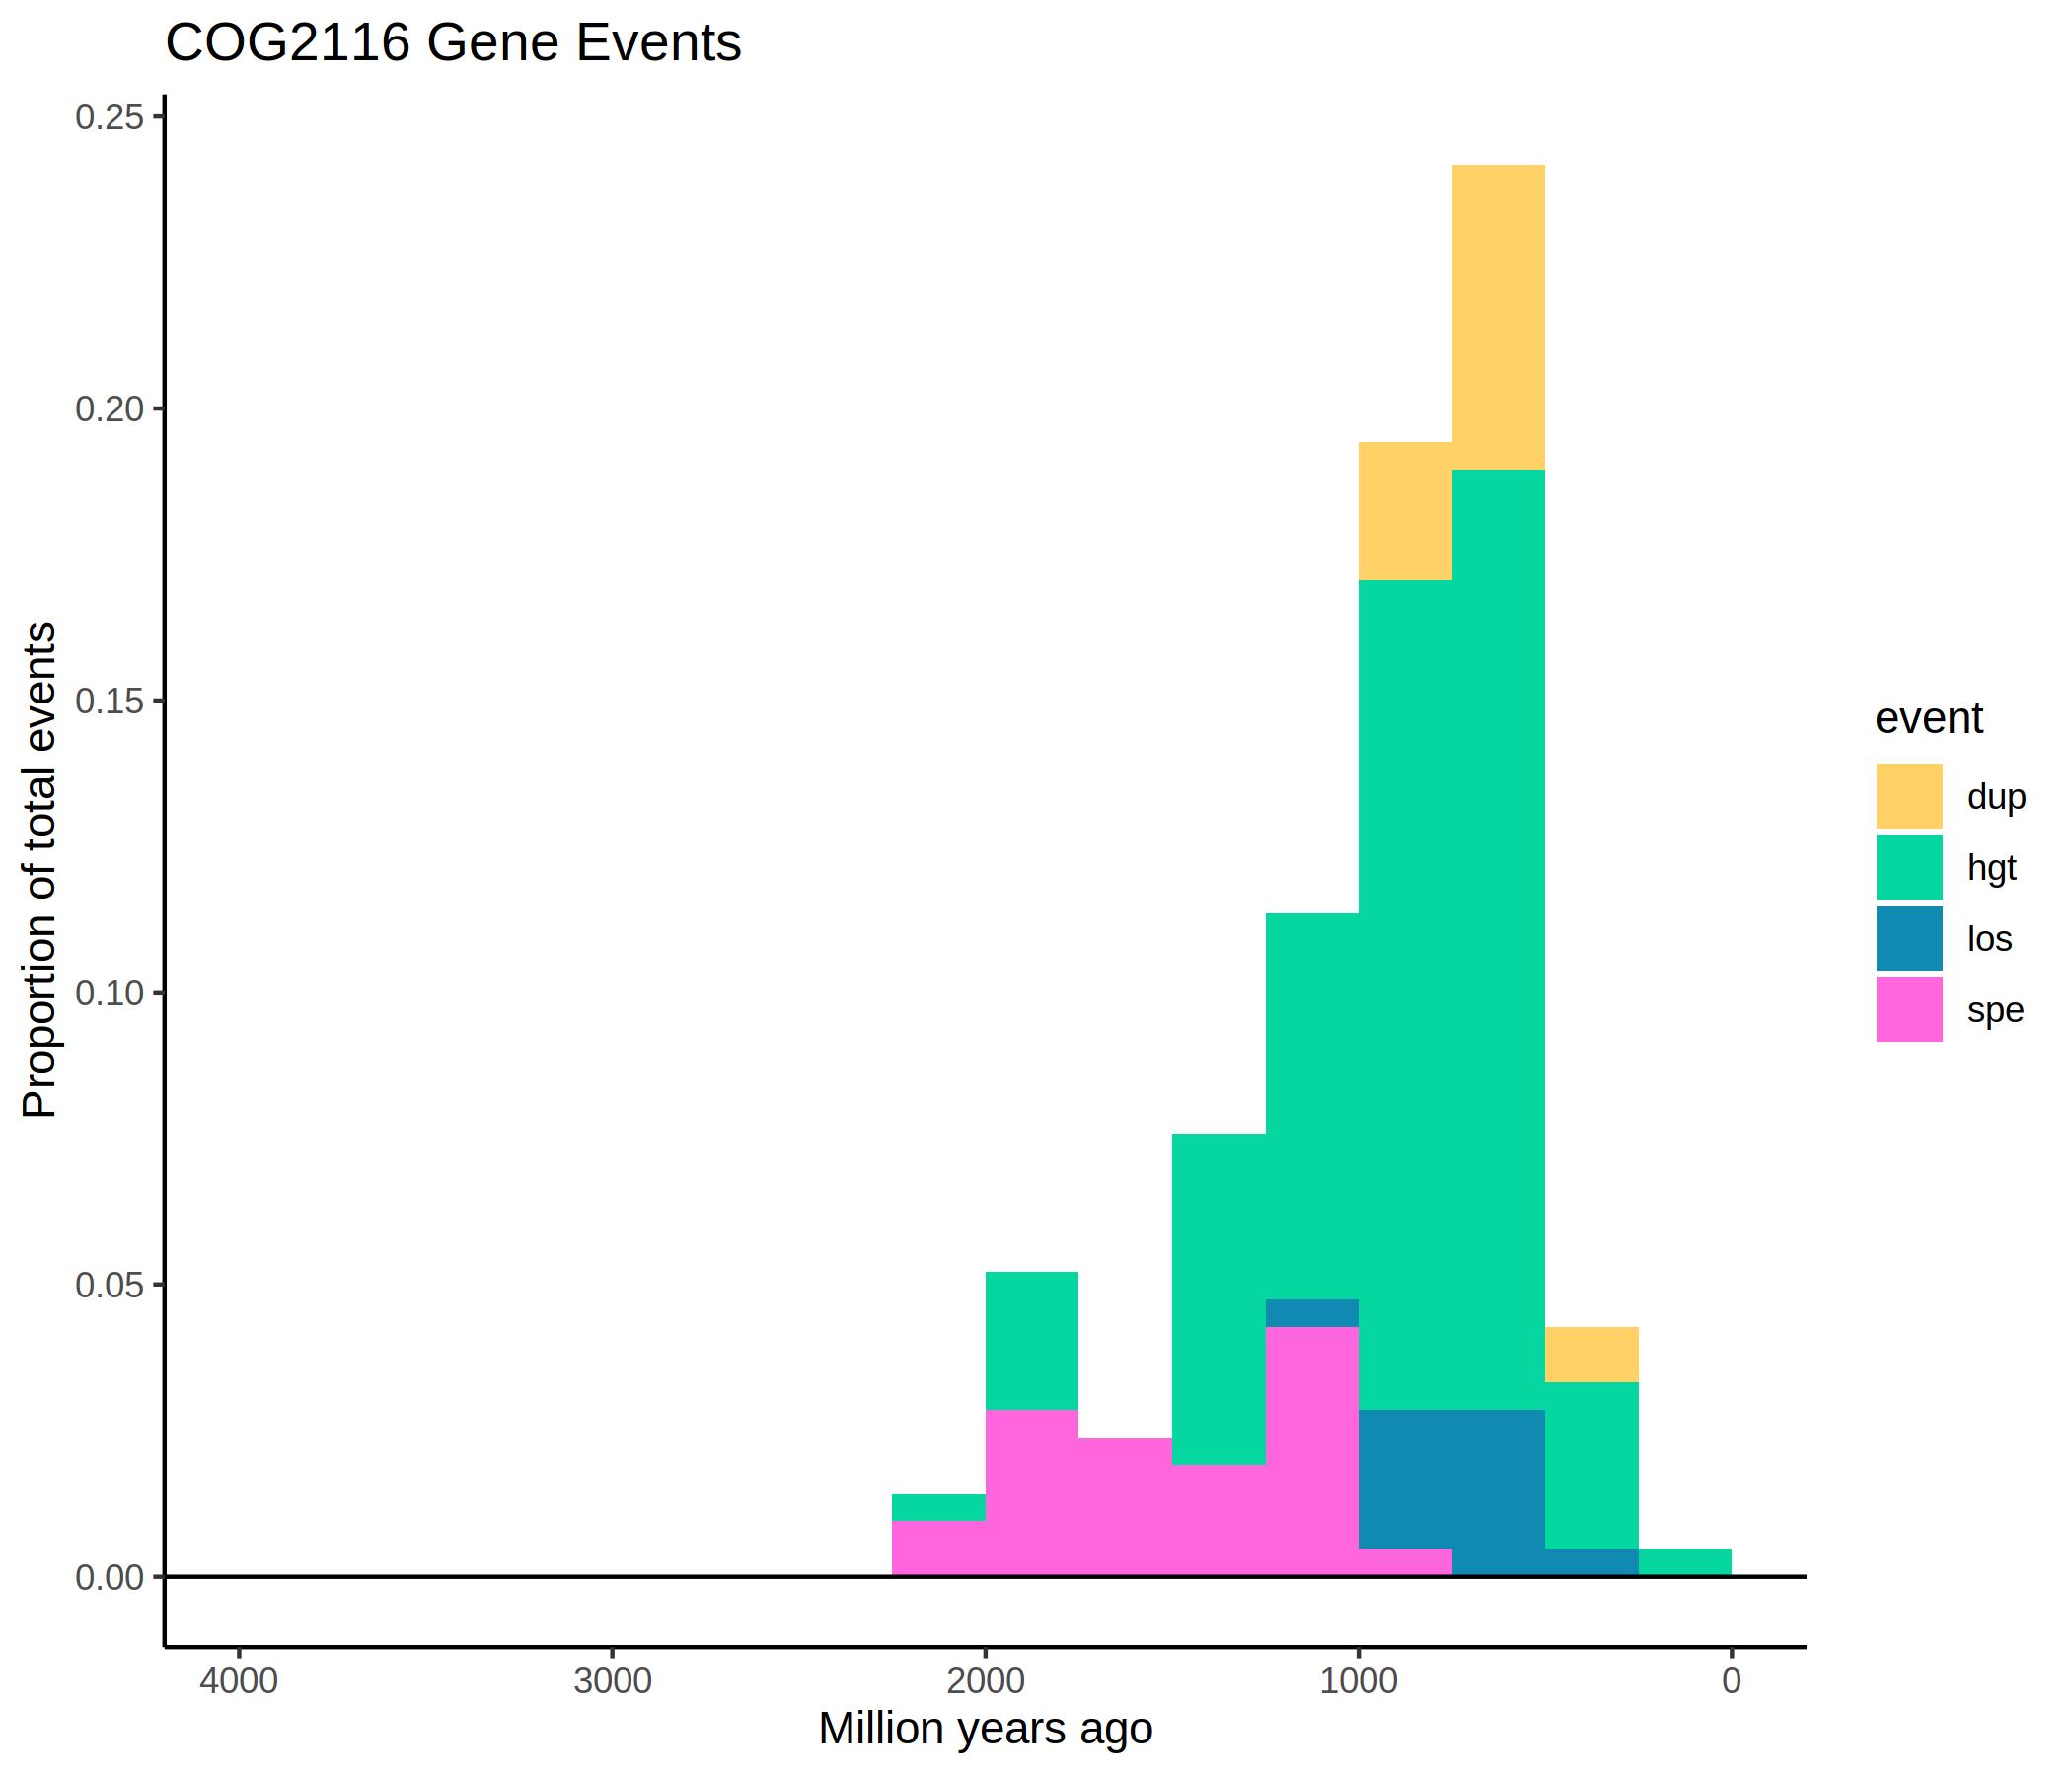 COG2116 Gene Events
0.25
0.20
0.15
0.10
0.05
0.00
Proportion of total events
4000 3000 2000 1000 0
Million years ago
event
dup
hgt
los
spe